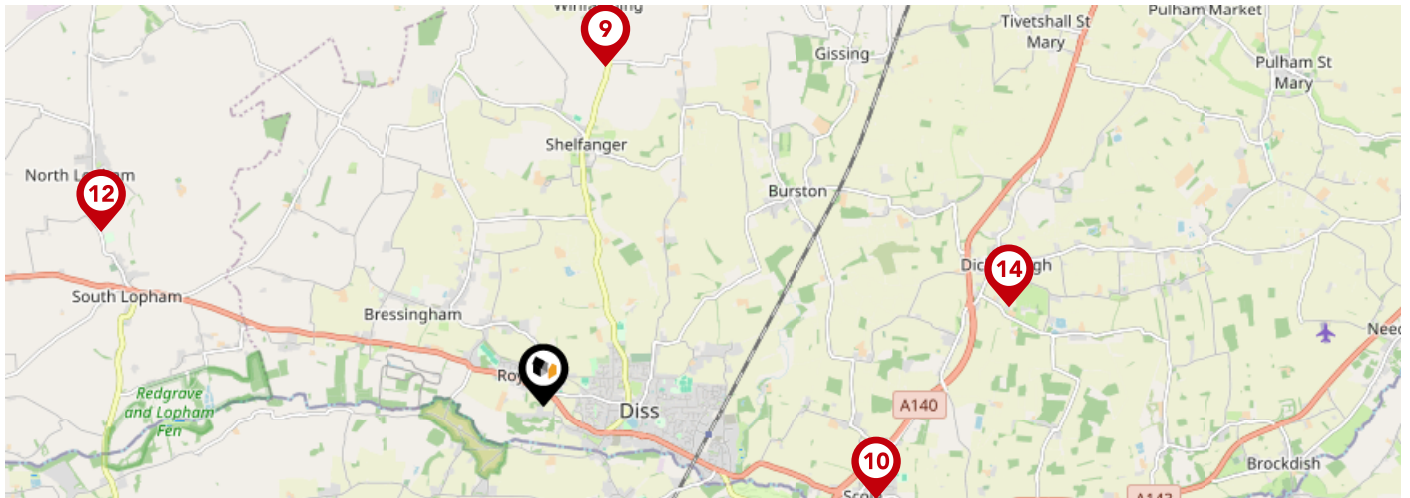 9
Tivetshall St
Mary
Pulham Market
Gissing
Pulham St
Mary
Shelfanger
North
12
Burston
14
South Lopham
Bressingham
Redgrave
and Lopham
Fen
Diss
A140
10
Brockdish